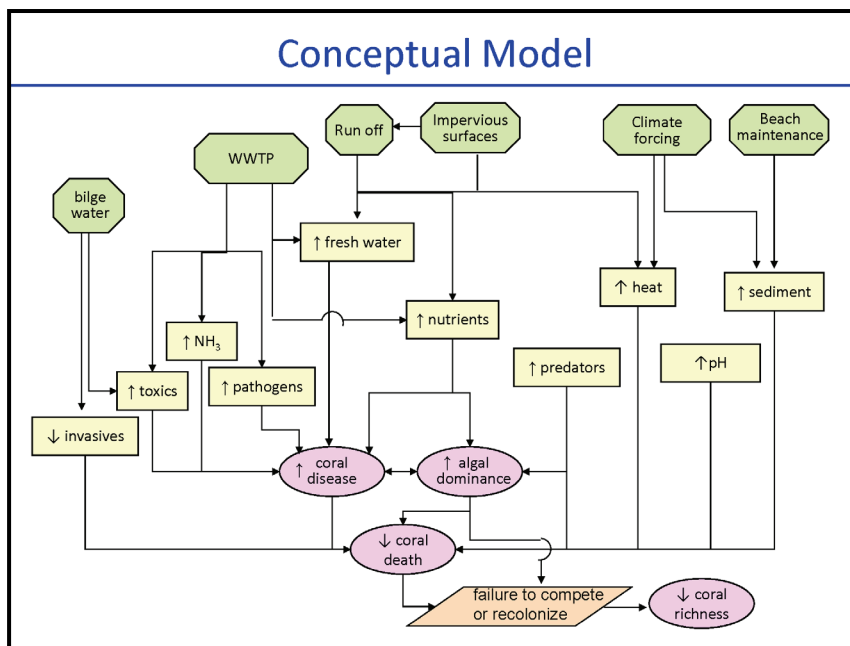 Conceptual Model
Run off
Impervious
surfaces
Climate
forcing
Beach
maintenance
WWTP
bilge
water
↑ fresh water
↑ heat
↑ sediment
↑ nutrients
↑ NH₃
↑ predators
↑pH
↑ toxics
↑ pathogens
↓ invasives
↑ coral
disease
↑ algal
dominance
↓ coral
death
failure to compete
or recolonize
↓ coral
richness